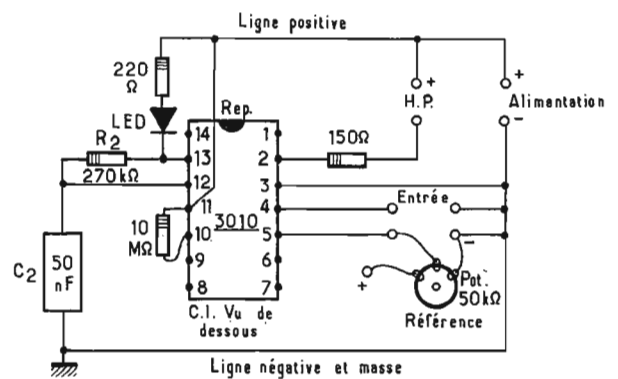 Ligne positive
220
Ω
LED
Rep.
+
H.P.
+
Alimentation
-
R2
270kΩ
14
13
12
11
10
9
8
1
2
3
4
5
6
7
3010
150Ω
Entrée
-
10
MΩ
C2
50
nF
+
Pot.
50kΩ
Référence
C.I. Vu de
dessous
Ligne négative et masse